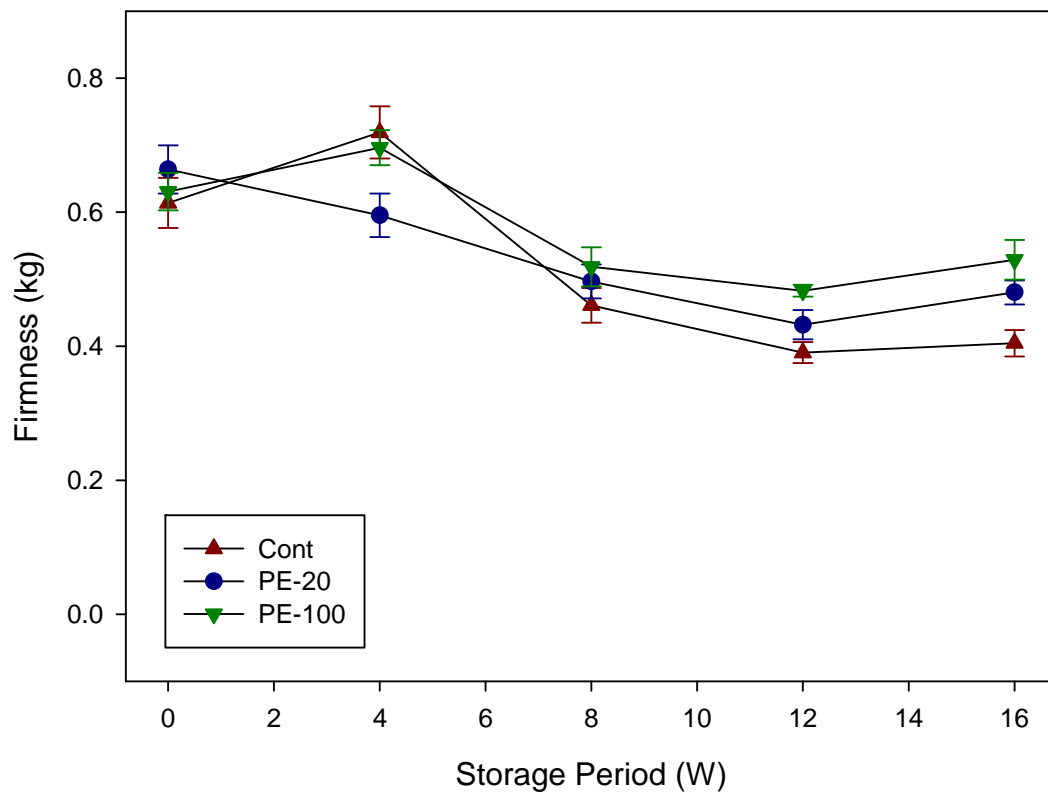 Firmness (kg)
0.8
0.6
0.4
0.2
0.0
Cont
PE-20
PE-100
0 2 4 6 8 10 12 14 16
Storage Period (W)